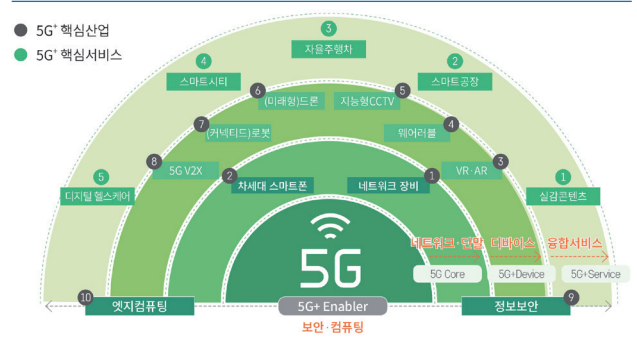 5G⁺ 핵심산업
5G⁺ 핵심서비스
3
자율주행차
4
스마트시티
2
스마트공장
6
(미래형)드론
5
지능형CCTV
7
(커넥티드)로봇
4
웨어러블
8
5G V2X
3
VR·AR
5
디지털 헬스케어
2
차세대 스마트폰
1
네트워크 장비
1
실감콘텐츠
5G
네트워크·단말
디바이스
융합서비스
5G Core
5G+Device
5G+Service
10
엣지컴퓨팅
5G+ Enabler
9
정보보안
보안·컴퓨팅